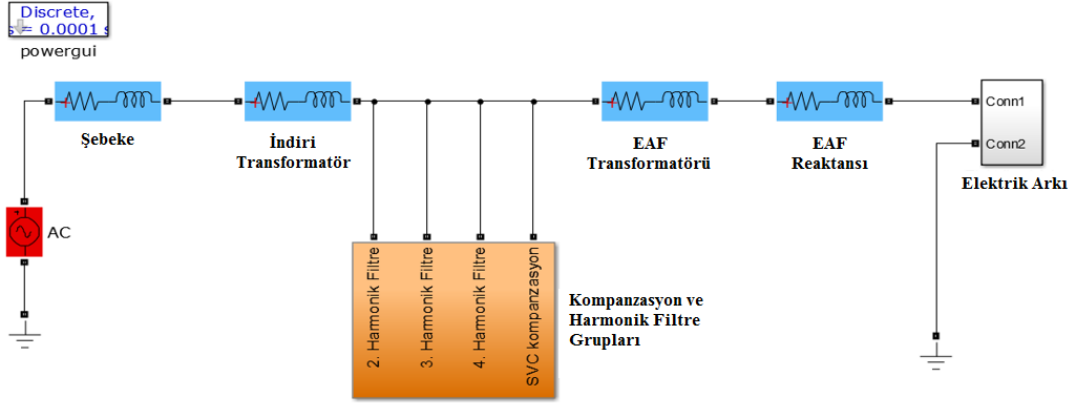 Discrete,
s = 0.0001 s
powergui
Şebeke
İndiri
Transformatör
EAF
Transformatörü
EAF
Reaktansı
Conn1
Conn2
Elektrik Arkı
AC
2. Harmonik Filtre
3. Harmonik Filtre
4. Harmonik Filtre
SVC kompanzasyon
Kompanzasyon ve
Harmonik Filtre
Grupları